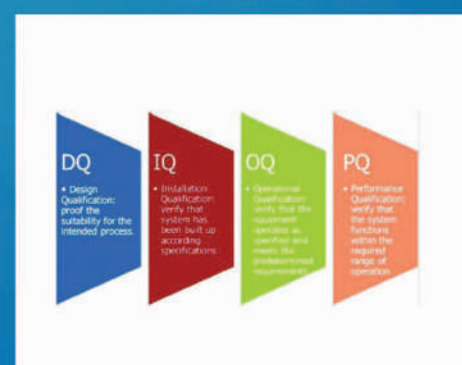 DQ
• Design
Qualification:
proof the
suitability for the
intended process.
IQ
• Installation
Qualification:
verify that
system has
been built up
according
specifications
OQ
• Operational
Qualification:
verify that the
equipment
operates as
specified and
meets the
predetermined
requirements
PQ
• Performance
Qualification:
verify that
the system
functions
within the
required
range of
operation